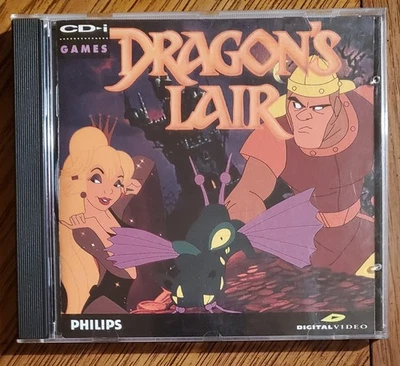 CD-i
GAMES
DRAGON'S
LAIR
PHILIPS
DIGITAL VIDEO